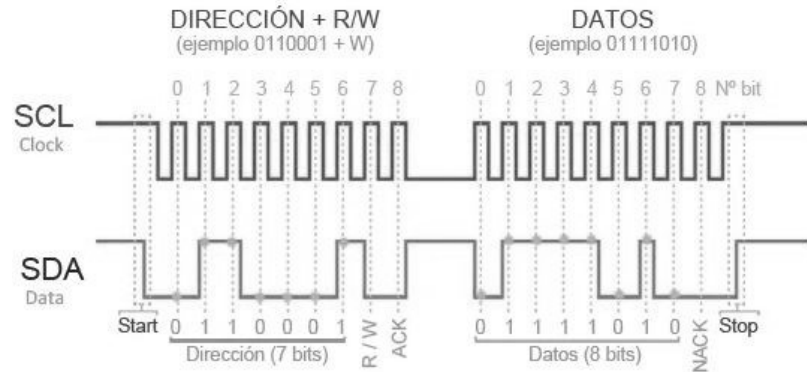 DIRECCIÓN + R/W
(ejemplo 0110001 + W)
DATOS
(ejemplo 01111010)
0 1 2 3 4 5 6 7 8
0 1 2 3 4 5 6 7 8 Nº bit
SCL
Clock
SDA
Data
Start
0 1 1 0 0 0 1
R / W
ACK
0 1 1 1 1 0 1 0
NACK
Stop
Dirección (7 bits)
Datos (8 bits)